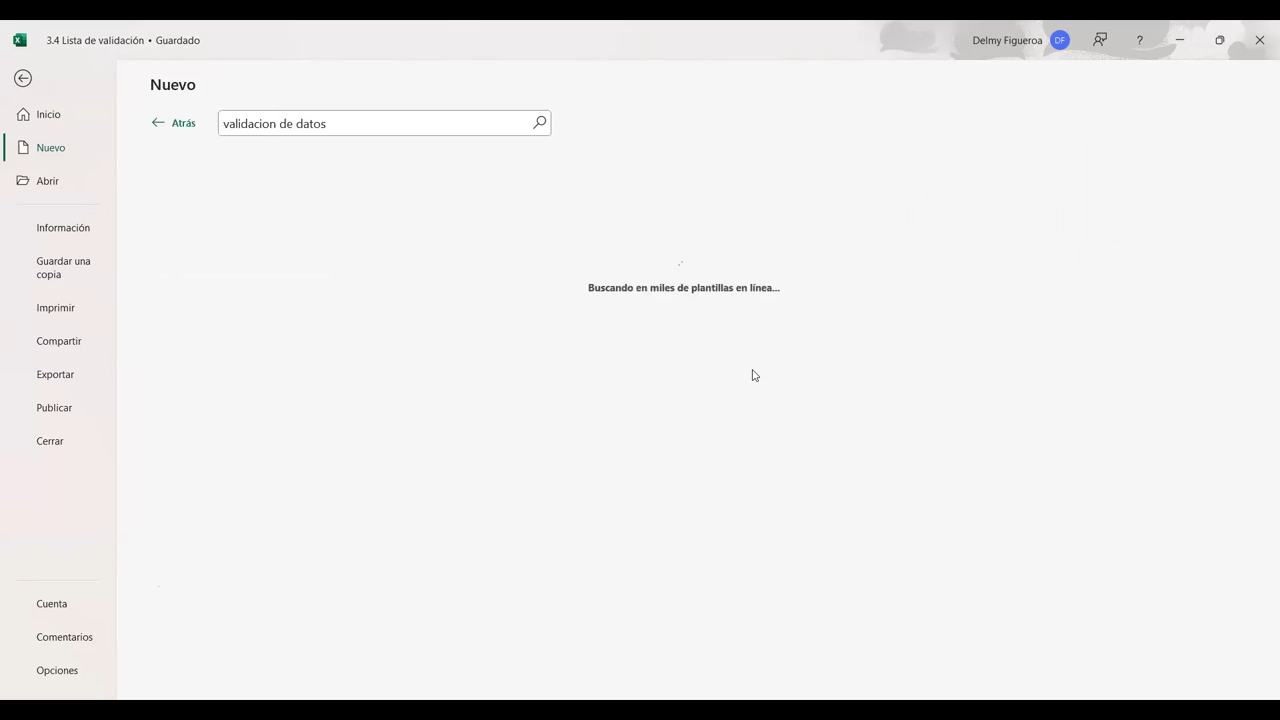 3.4 Lista de validación • Guardado
Delmy Figueroa
DF
?
Nuevo
Inicio
Atrás
validacion de datos
Nuevo
Abrir
Información
Guardar una
copia
Buscando en miles de plantillas en línea...
Imprimir
Compartir
Exportar
Publicar
Cerrar
Cuenta
Comentarios
Opciones